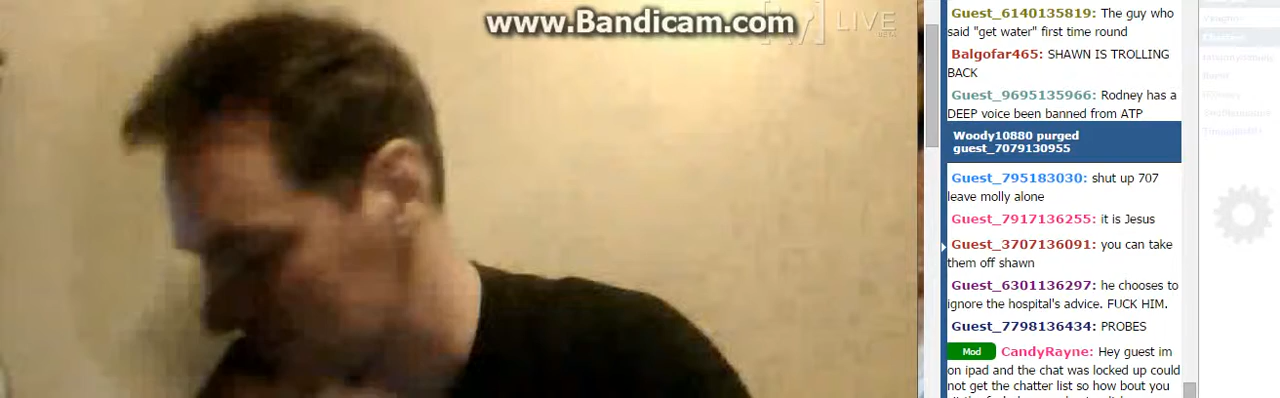 www.Bandicam.com
[rv] LIVE
BETA
Guest_6140135819: The guy who
said "get water" first time round
Balgofar465: SHAWN IS TROLLING
BACK
Guest_9695135966: Rodney has a
DEEP voice been banned from ATP
Woody10880 purged
guest_7079130955
Guest_795183030: shut up 707
leave molly alone
Guest_7917136255: it is Jesus
Guest_3707136091: you can take
them off shawn
Guest_6301136297: he chooses to
ignore the hospital's advice. FUCK HIM.
Guest_7798136434: PROBES
Mod CandyRayne: Hey guest im
on ipad and the chat was locked up could
not get the chatter list so how bout you